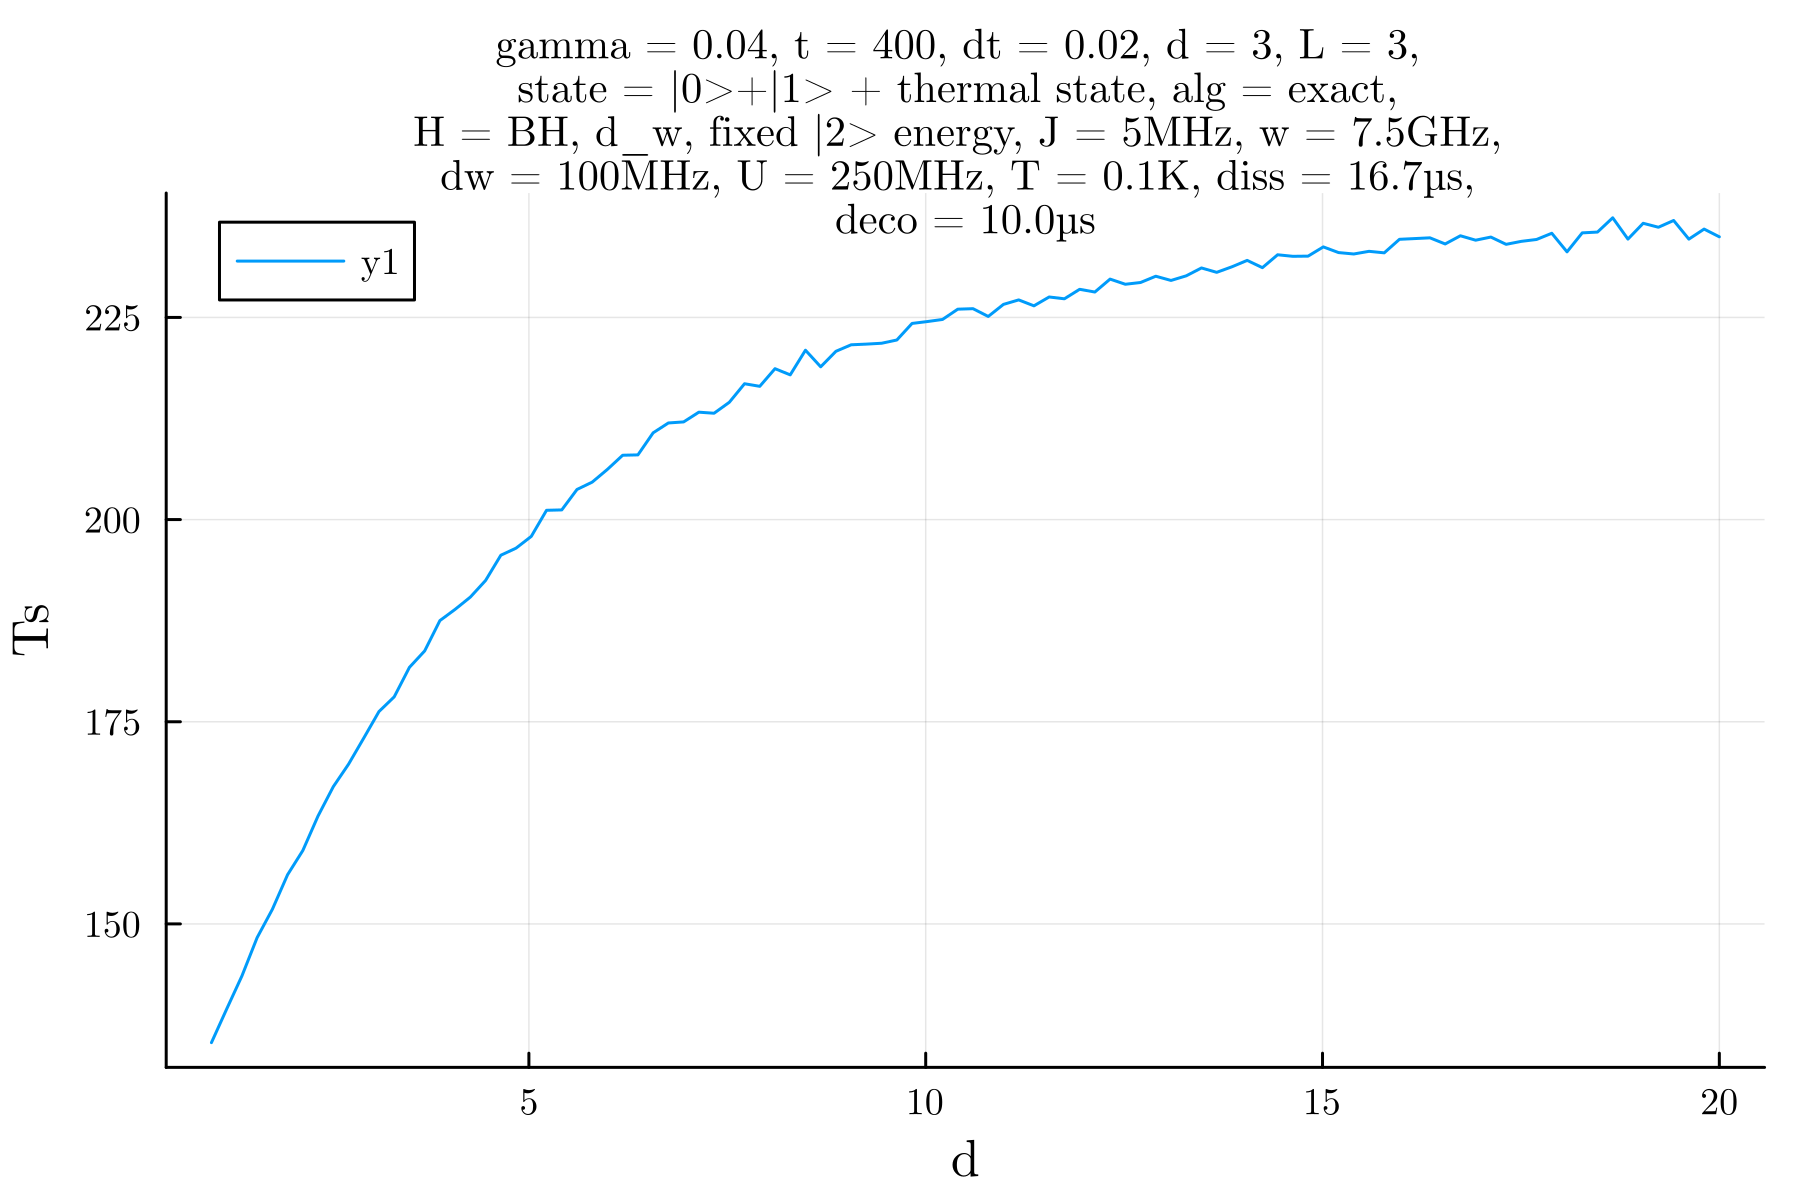 gamma = 0.04, t = 400, dt = 0.02, d = 3, L = 3,
state = |0>+|1> + thermal state, alg = exact,
H = BH, d_w, fixed |2> energy, J = 5MHz, w = 7.5GHz,
dw = 100MHz, U = 250MHz, T = 0.1K, diss = 16.7µs,
deco = 10.0µs
y1
225
200
175
150
Ts
5 10 15 20
d